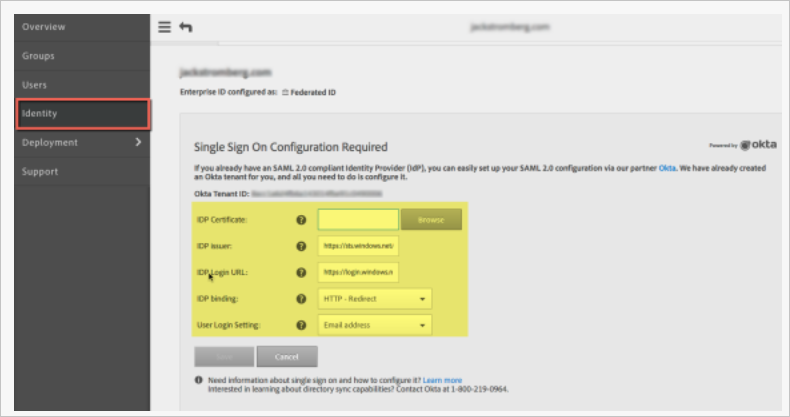 Overview
Groups
Users
Identity
Deployment
Support
Enterprise ID configured as: Federated ID
Single Sign On Configuration Required
Powered by okta
If you already have an SAML 2.0 compliant Identity Provider (IdP), you can easily set up your SAML 2.0 configuration via our partner Okta. We have already created
an Okta tenant for you, and all you need to do is configure it.
Okta Tenant ID:
IDP Certificate: Browse
IDP issuer: https://sts.windows.net/
IDP Login URL: https://login.windows.n
IDP binding: HTTP - Redirect
User Login Setting: Email address
Save Cancel
Need information about single sign on and how to configure it? Learn more
Interested in learning about directory sync capabilities? Contact Okta at 1-800-219-0964.